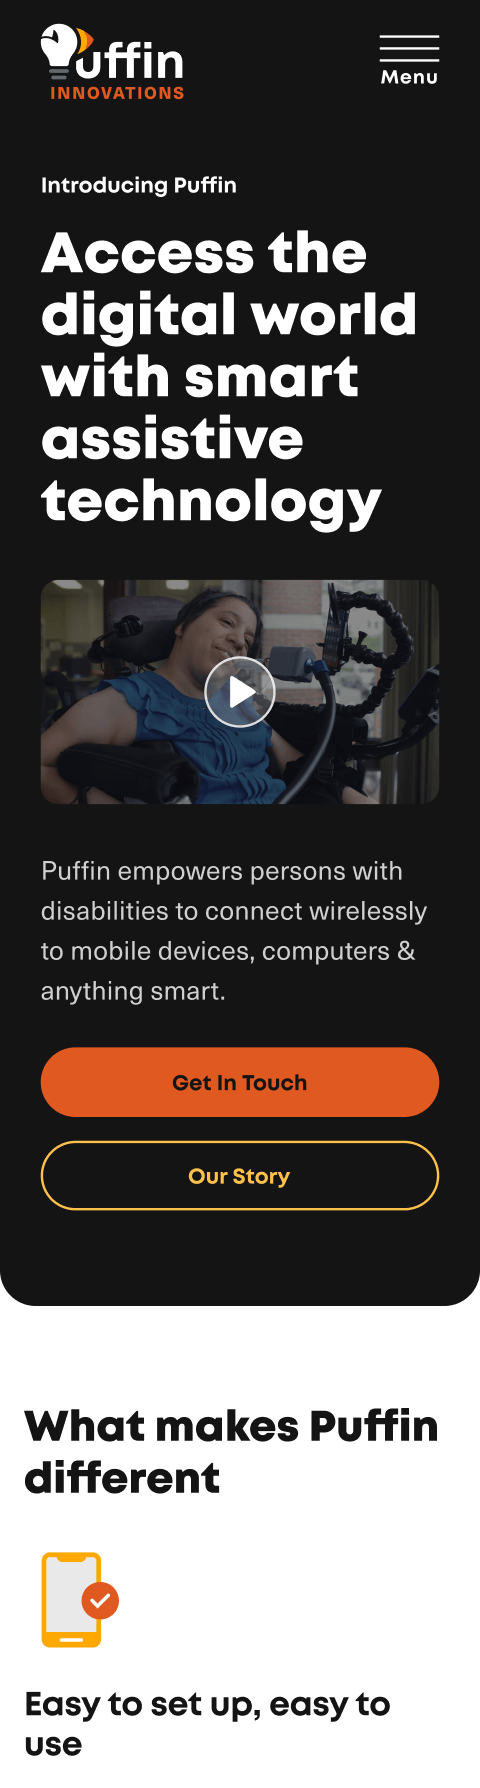 Puffin
INNOVATIONS
Menu
Introducing Puffin
Access the
digital world
with smart
assistive
technology
Puffin empowers persons with
disabilities to connect wirelessly
to mobile devices, computers &
anything smart.
Get In Touch
Our Story
What makes Puffin
different
Easy to set up, easy to
use